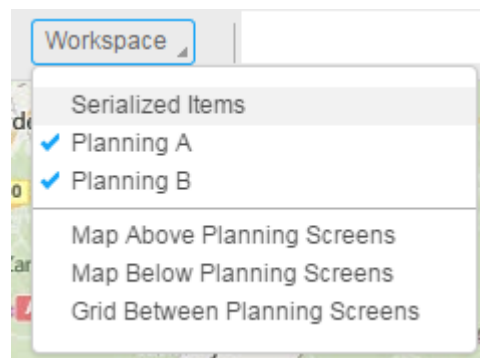 Workspace
Serialized Items
Planning A
Planning B
Map Above Planning Screens
Map Below Planning Screens
Grid Between Planning Screens